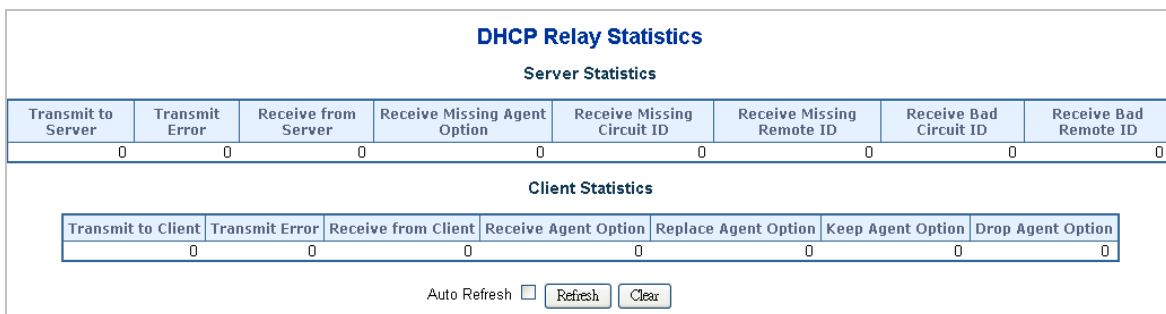 DHCP Relay Statistics
Server Statistics
Transmit to Server Transmit Error Receive from Server Receive Missing Agent Option Receive Missing Circuit ID Receive Missing Remote ID Receive Bad Circuit ID Receive Bad Remote ID
0 0 0 0 0 0 0 0
Client Statistics
Transmit to Client Transmit Error Receive from Client Receive Agent Option Replace Agent Option Keep Agent Option Drop Agent Option
0 0 0 0 0 0 0
Auto Refresh Refresh Clear